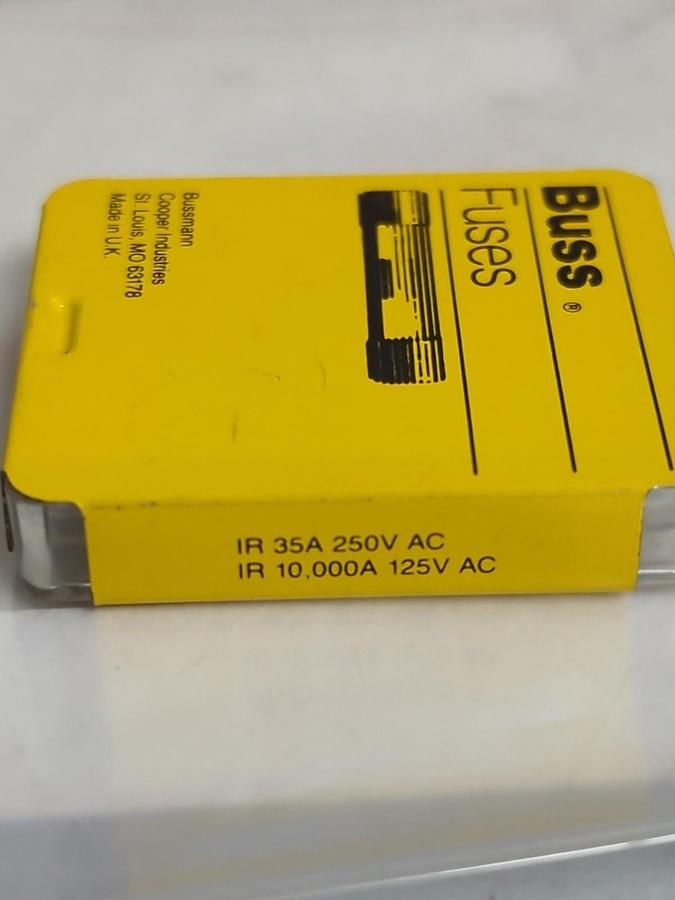 Buss ®
Fuses
Bussmann
Cooper Industries
St. Louis, MO 63178
Made in U.K.
IR 35A 250V AC
IR 10,000A 125V AC